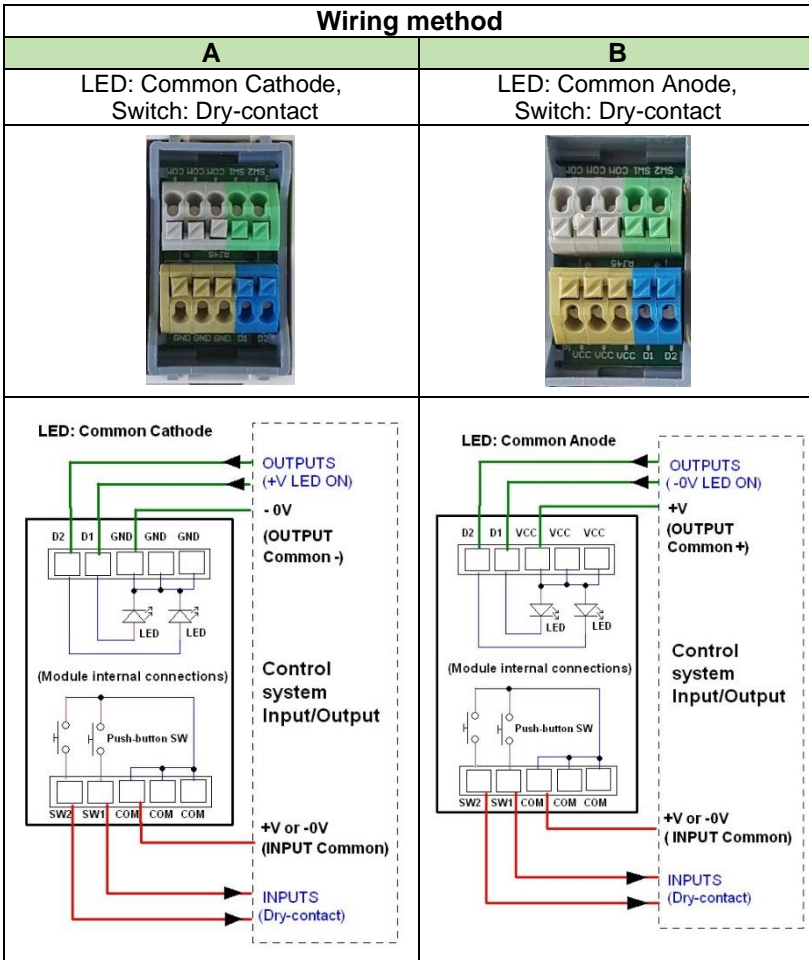 Wiring method
A
B
LED: Common Cathode,
Switch: Dry-contact
LED: Common Anode,
Switch: Dry-contact
COM COM COM SW1 SW2
RJ45
GND GND GND D1 D2
COM COM COM SW1 SW2
RJ45
VCC VCC VCC D1 D2
LED: Common Cathode
OUTPUTS
(+V LED ON)
- 0V
(OUTPUT
Common -)
D2 D1 GND GND GND
LED
LED
(Module internal connections)
Control
system
Input/Output
Push-button SW
SW2 SW1 COM COM COM
+V or -0V
(INPUT Common)
INPUTS
(Dry-contact)
LED: Common Anode
OUTPUTS
( -0V LED ON)
+V
(OUTPUT
Common +)
D2 D1 VCC VCC VCC
LED
LED
(Module internal connections)
Control
system
Input/Output
Push-button SW
SW2 SW1 COM COM COM
+V or -0V
( INPUT Common)
INPUTS
(Dry-contact)